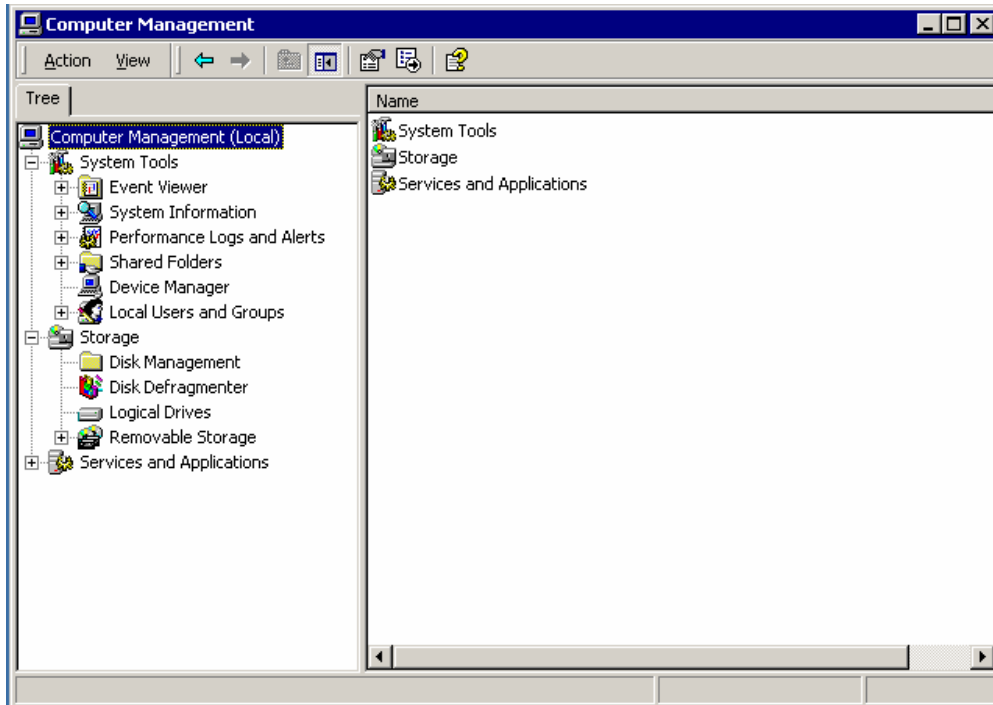 Computer Management
Action View
Tree
Name
Computer Management (Local)
System Tools
Event Viewer
System Information
Performance Logs and Alerts
Shared Folders
Device Manager
Local Users and Groups
Storage
Disk Management
Disk Defragmenter
Logical Drives
Removable Storage
Services and Applications
System Tools
Storage
Services and Applications